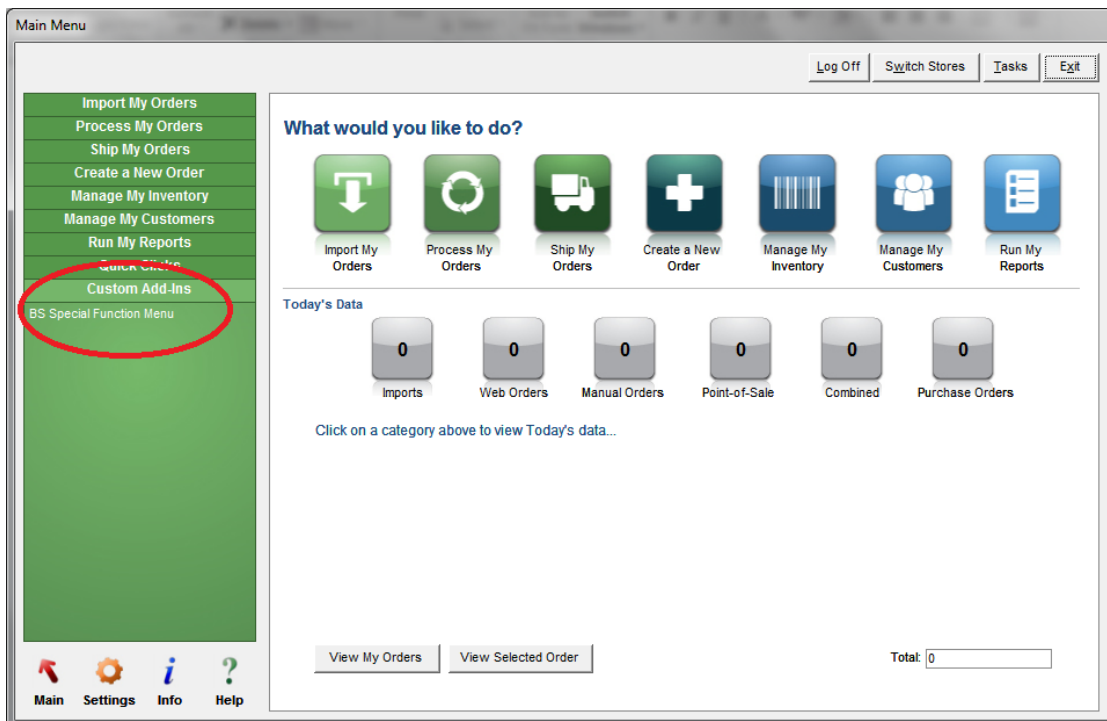 Main Menu
Log Off Switch Stores Tasks Exit
Import My Orders
Process My Orders
Ship My Orders
Create a New Order
Manage My Inventory
Manage My Customers
Run My Reports
Quick Clicks
Custom Add-Ins
BS Special Function Menu
What would you like to do?
Import My Process My Ship My Create a New Manage My Manage My Run My
Orders Orders Orders Order Inventory Customers Reports
Today's Data
0 0 0 0 0 0
Imports Web Orders Manual Orders Point-of-Sale Combined Purchase Orders
Click on a category above to view Today's data...
View My Orders View Selected Order Total: 0
Main Settings Info Help